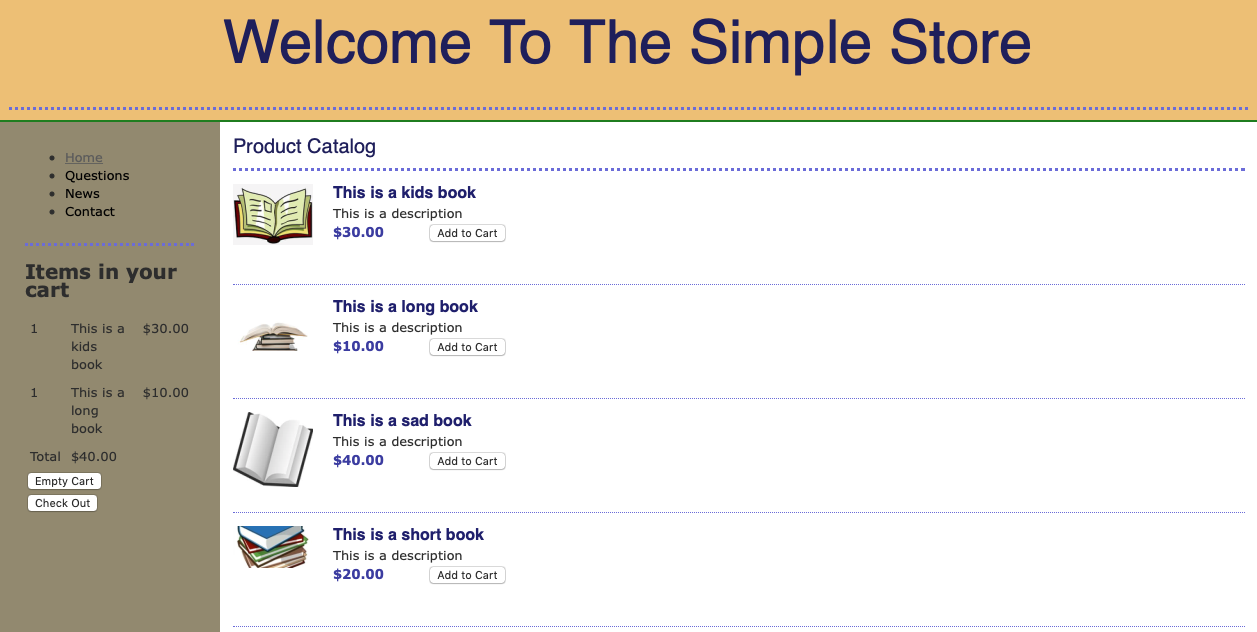 Welcome To The Simple Store
Home
Questions
News
Contact
Items in your
cart
1 This is a $30.00
kids
book
1 This is a $10.00
long
book
Total $40.00
Empty Cart
Check Out
Product Catalog
This is a kids book
This is a description
$30.00 Add to Cart
This is a long book
This is a description
$10.00 Add to Cart
This is a sad book
This is a description
$40.00 Add to Cart
This is a short book
This is a description
$20.00 Add to Cart